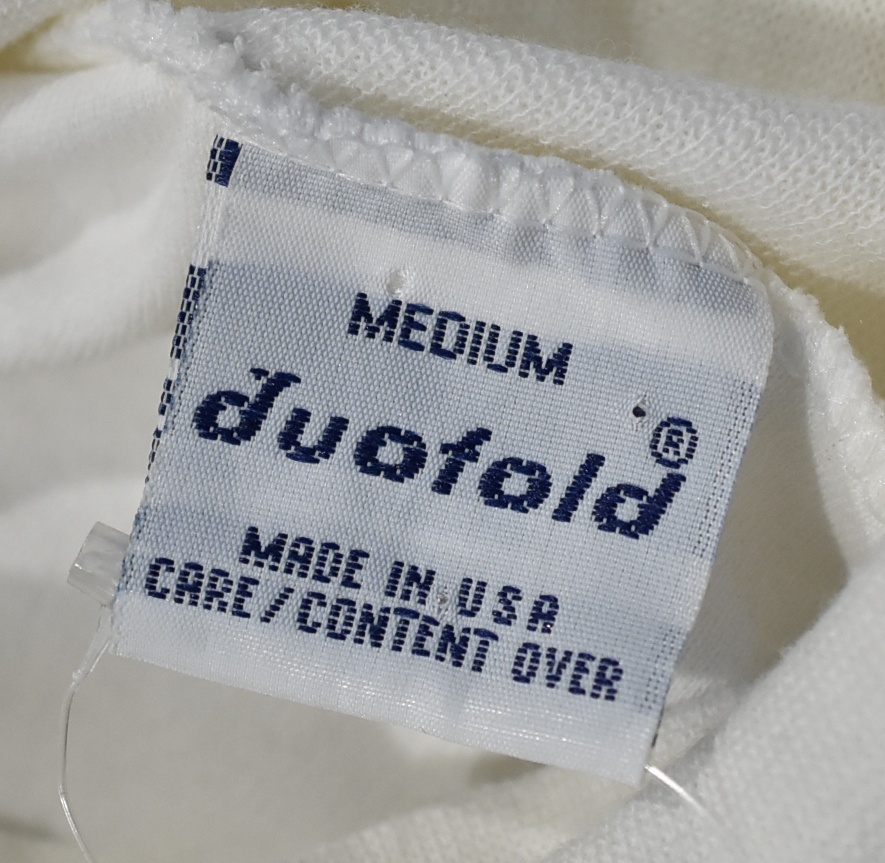 MEDIUM
duofold®
MADE IN USA
CARE/CONTENT OVER